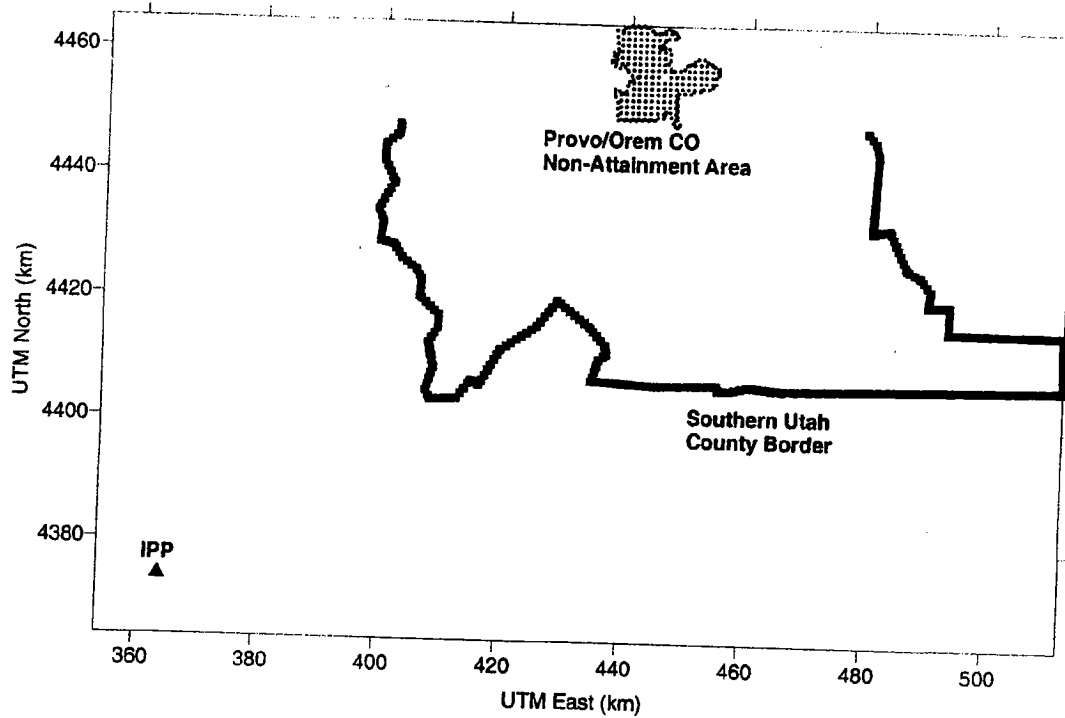 4460
4440
4420
4400
4380
UTM North (km)
Provo/Orem CO
Non-Attainment Area
Southern Utah
County Border
IPP
360
380
400
420
440
460
480
500
UTM East (km)